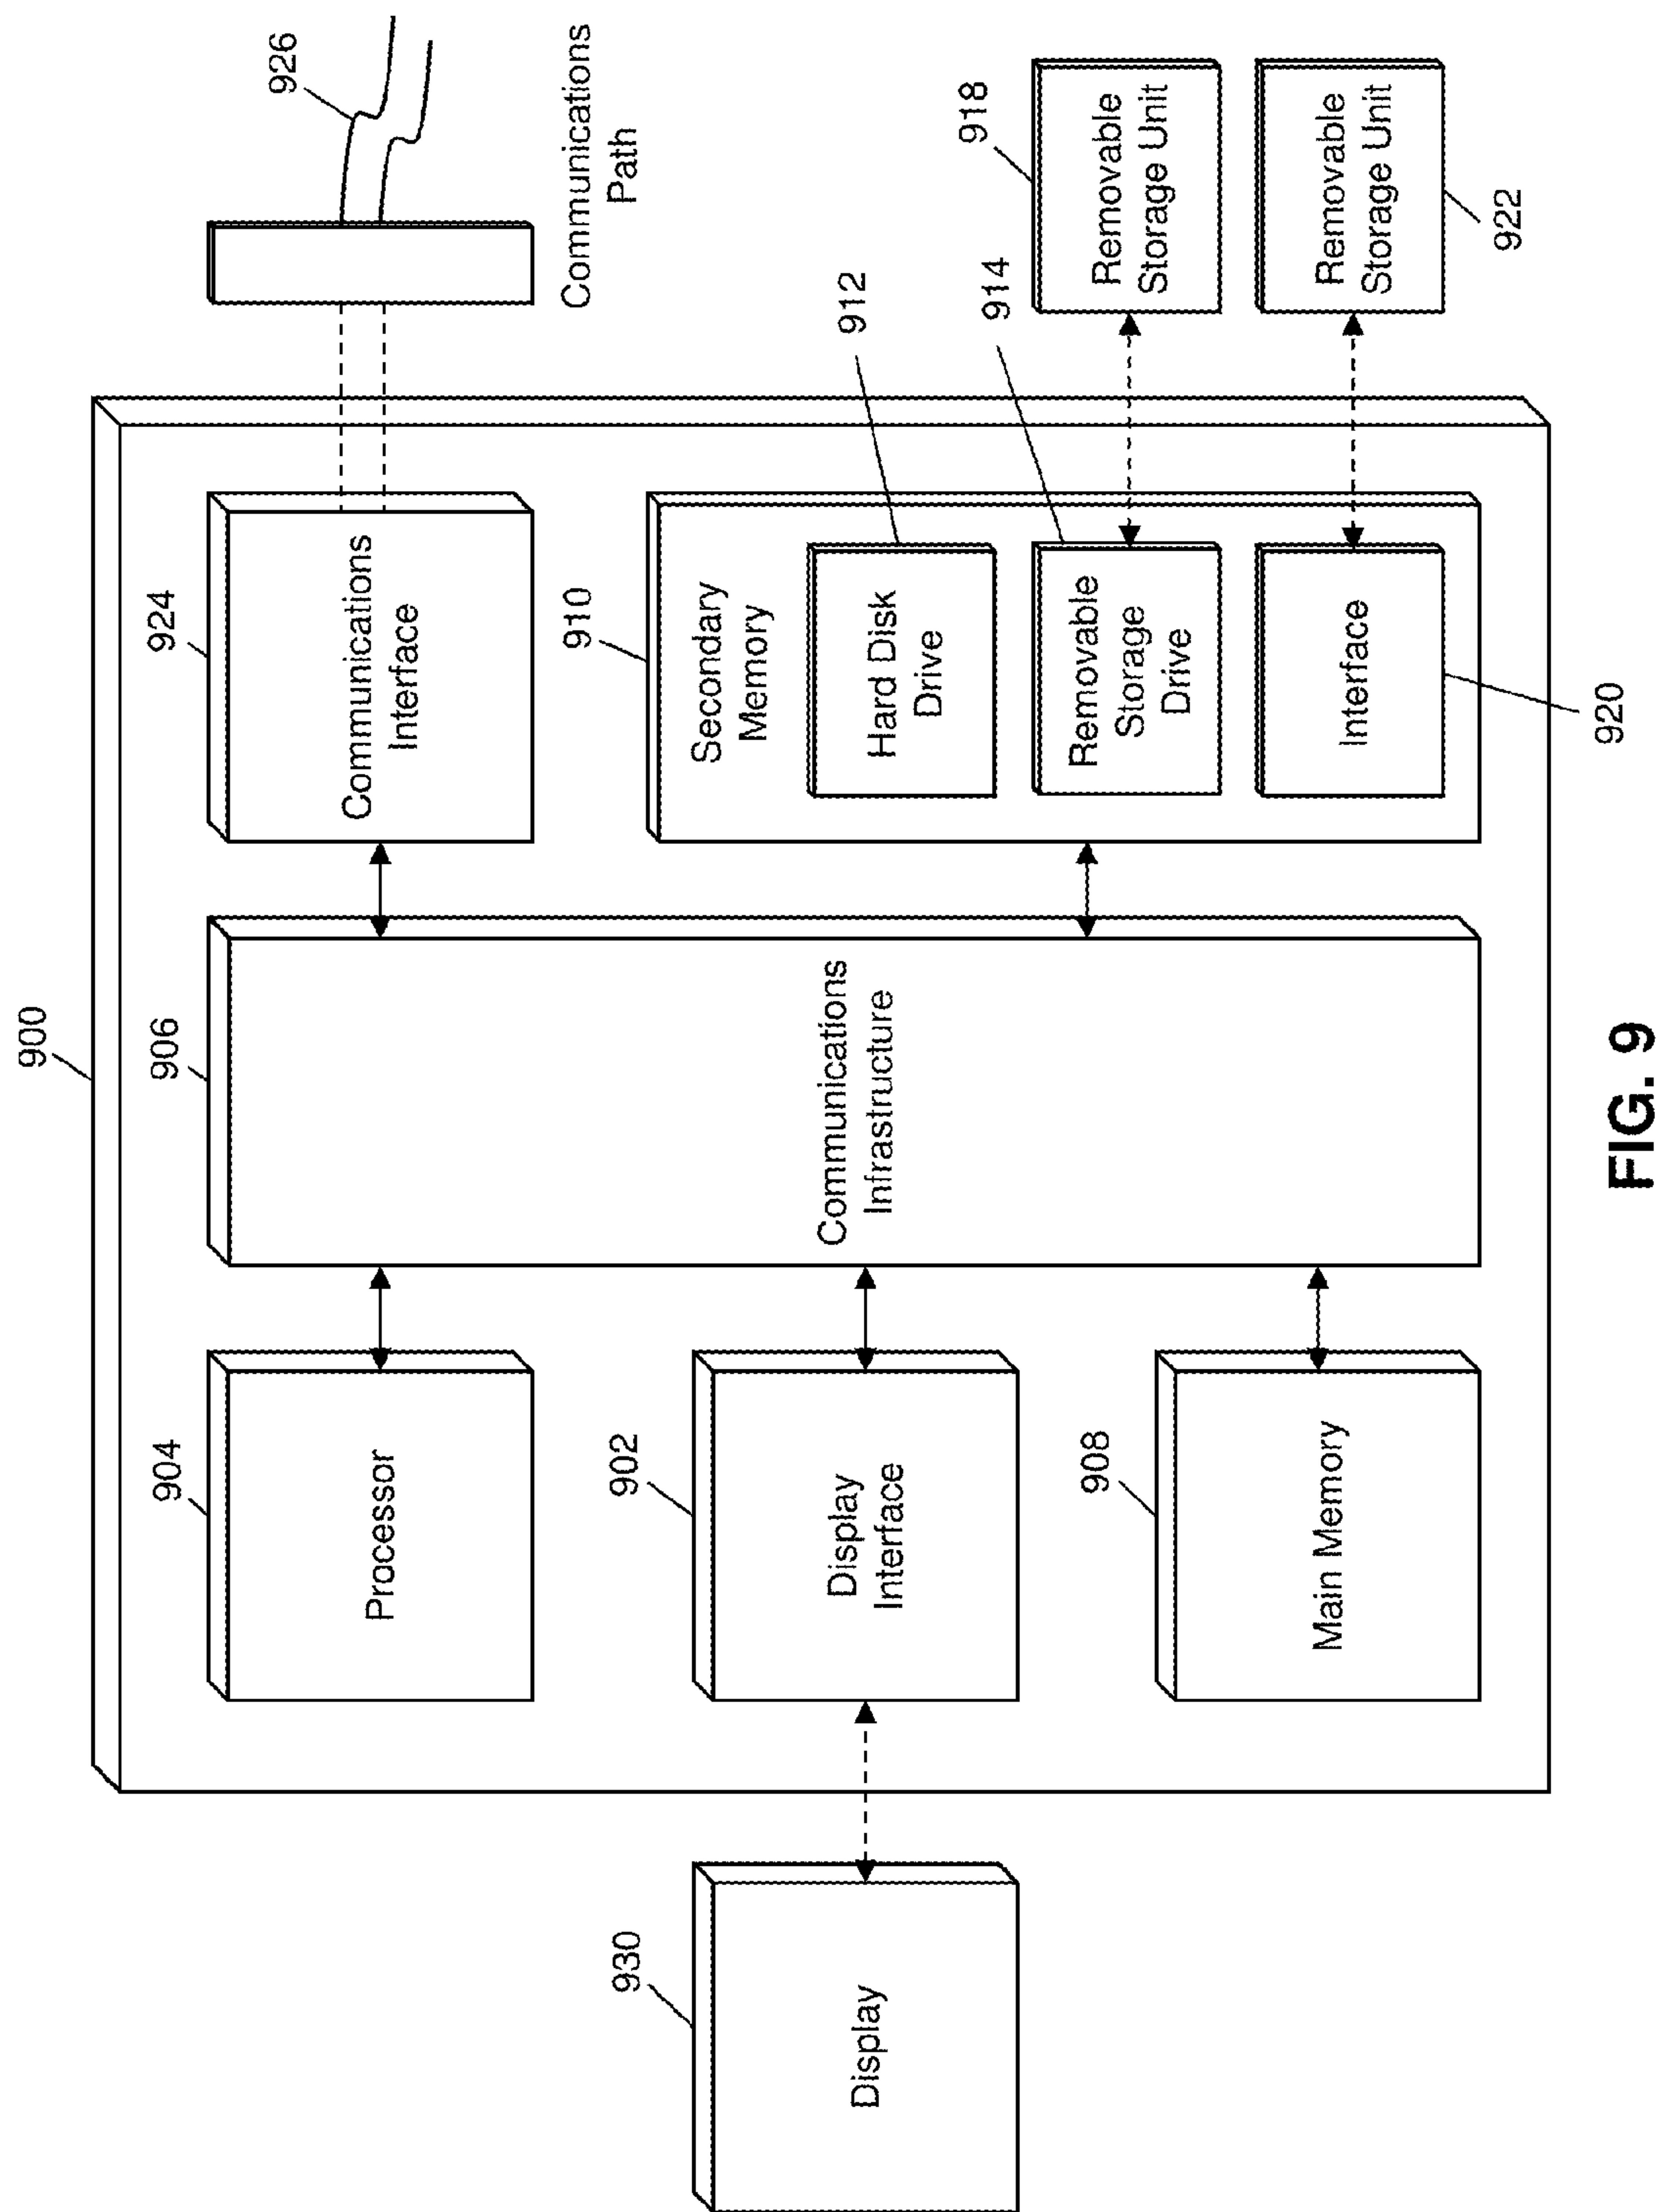 900
904
Processor
902
Display
Interface
908
Main Memory
930
Display
906
Communications
Infrastructure
924
Communications
Interface
926
Communications
Path
910
Secondary
Memory
912
Hard Disk
Drive
914
Removable
Storage
Drive
920
Interface
918
Removable
Storage Unit
922
Removable
Storage Unit
FIG. 9